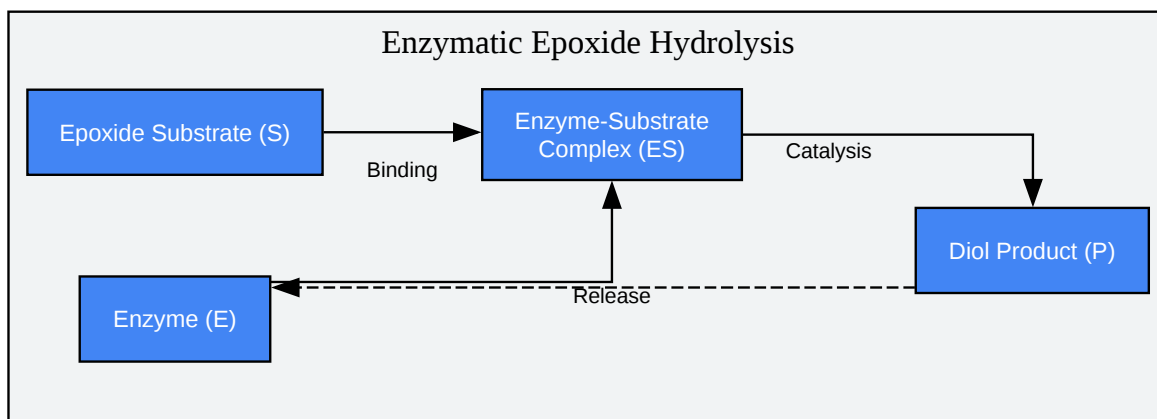 Enzymatic Epoxide Hydrolysis
Epoxide Substrate (S)
Binding
Enzyme-Substrate
Complex (ES)
Catalysis
Diol Product (P)
Enzyme (E)
Release